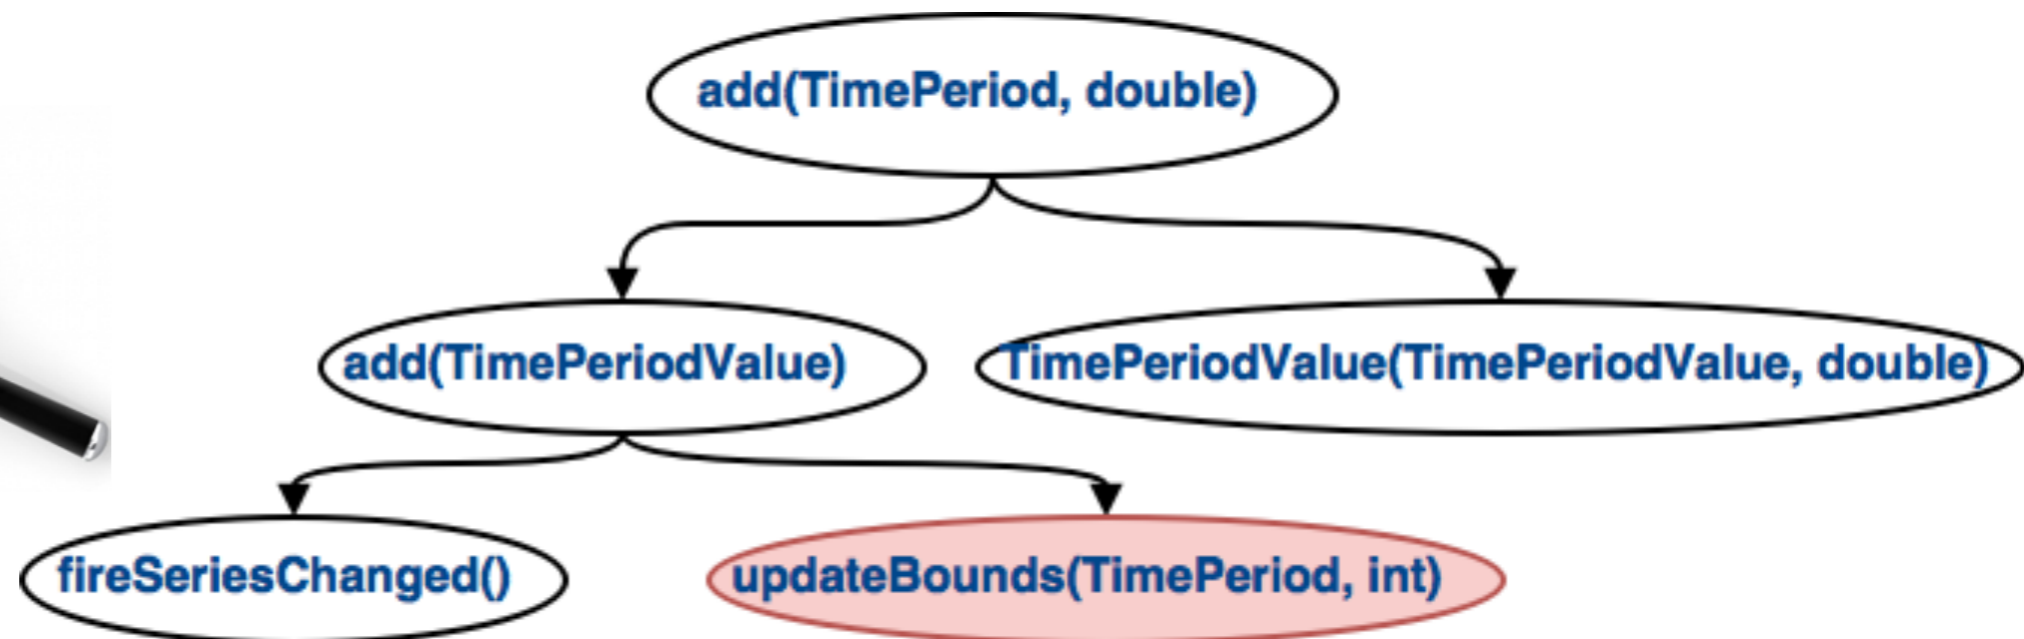 add(TimePeriod, double)
add(TimePeriodValue)
TimePeriodValue(TimePeriodValue, double)
fireSeriesChanged()
updateBounds(TimePeriod, int)